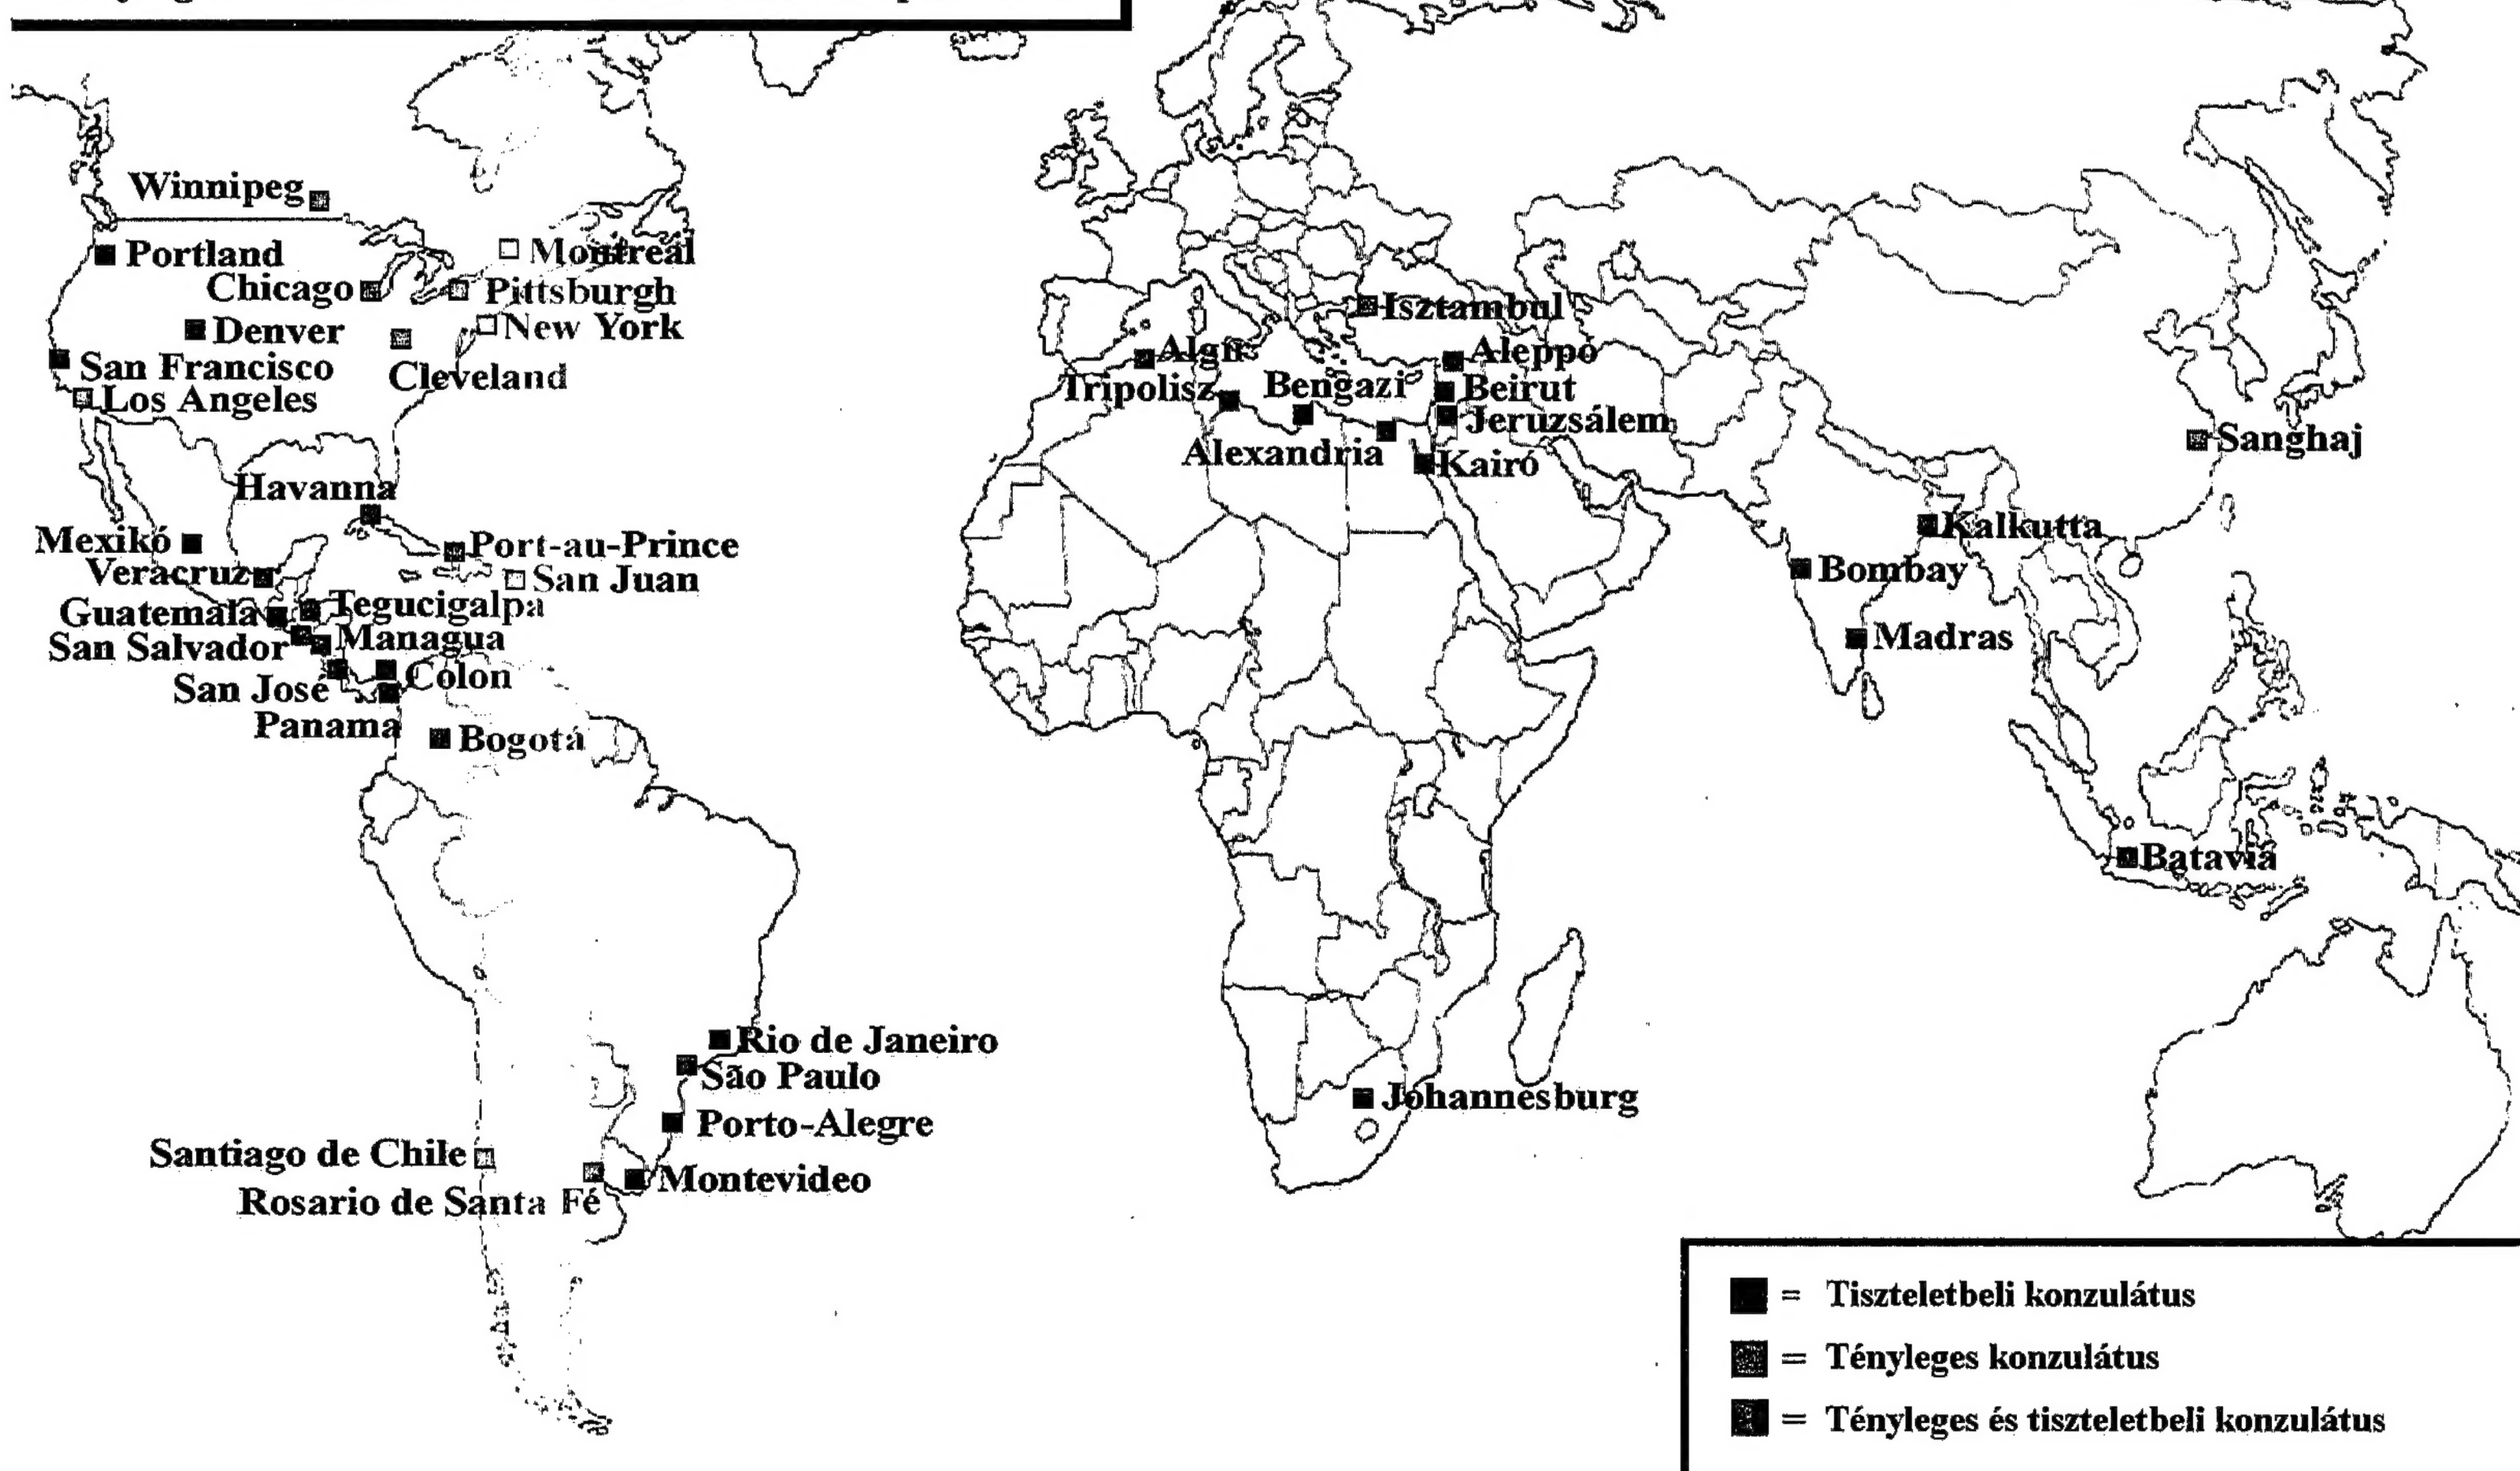 Winnipeg
Portland
Montreal
Chicago
Pittsburgh
Denver
New York
San Francisco
Cleveland
Los Angeles
Havanna
Mexikó
Port-au-Prince
Veracruz
San Juan
Guatemala
Tegucigalpa
San Salvador
Managua
San José
Colon
Panama
Bogotá
Rio de Janeiro
São Paulo
Porto-Alegre
Santiago de Chile
Montevideo
Rosario de Santa Fé
Isztambul
Algír
Aleppó
Tripolisz
Bengazi
Beirut
Jeruzsálem
Alexandria
Kairó
Johannesburg
Sanghaj
Kalkutta
Bombay
Madras
Batavia
= Tiszteletbeli konzulátus
= Tényleges konzulátus
= Tényleges és tiszteletbeli konzulátus